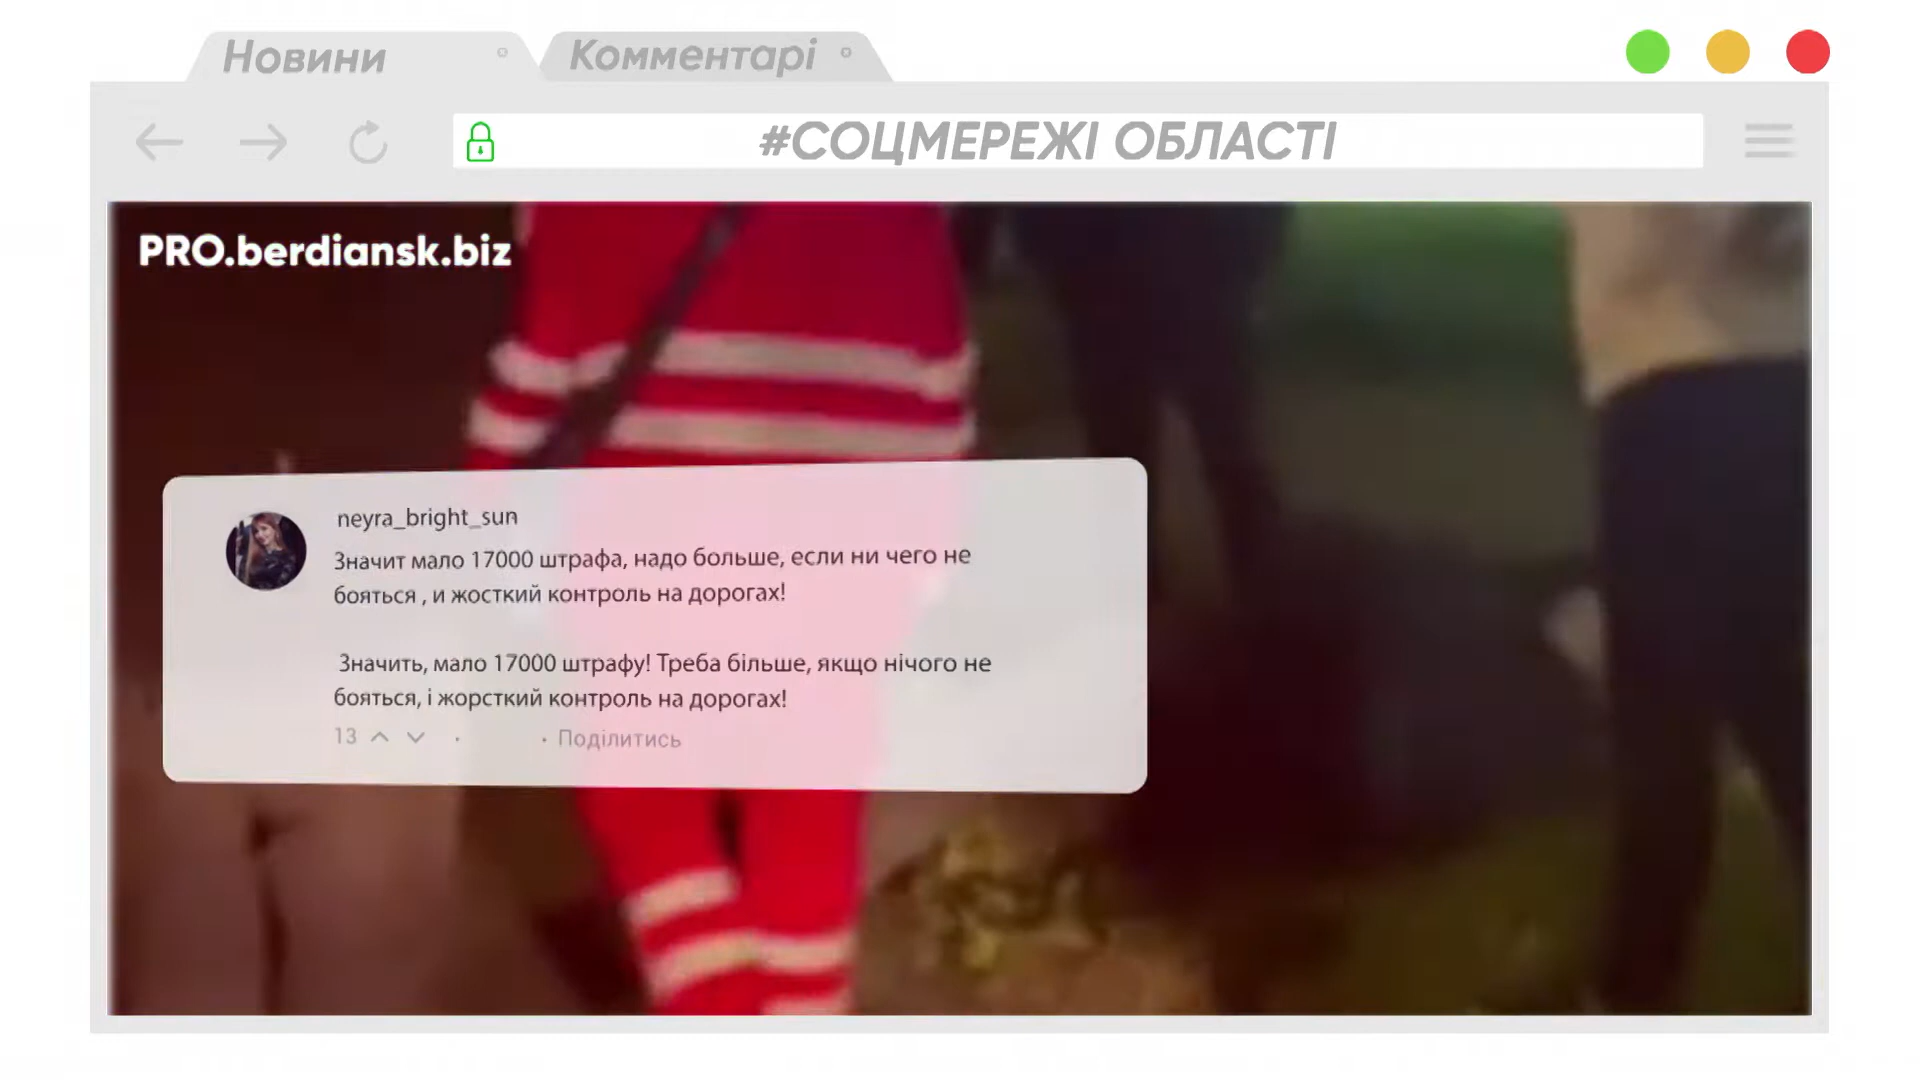 Новини
Комментарі
#СОЦМЕРЕЖІ ОБЛАСТІ
PRO.berdiansk.biz
neyra_bright_sun
Значит мало 17000 штрафа, надо больше, если ни чего не
бояться , и жосткий контроль на дорогах!
Значить, мало 17000 штрафу! Треба більше, якщо нічого не
бояться, і жорсткий контроль на дорогах!
13 · · Поділитись